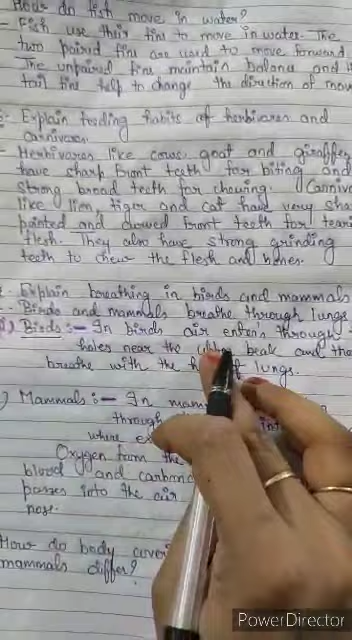 How do fish move in water?
Fish use their fins to move in water. The
two paired fins are used to move forward
The unpaired fins maintain balance and
tail fins help to change the direction of
Explain feeding habits of herbivores and
carnivores.
Herbivores like cows, goat and giraffe
have sharp front teeth for biting and
strong broad teeth for chewing.
like lion, tiger and cat have very
pointed and curved front teeth for
flesh. They also have strong grinding
teeth to chew the flesh and bones.
Explain breathing in birds and mammals
Birds and mammals breathe through lungs
Birds :- In birds air enters through
holes near the beak and
breathe with the of lungs.
Mammals :- In
through
where
Oxygen from the
blood and carbon
passes into the air
nose.
How do body
mammals differ?
PowerDirector